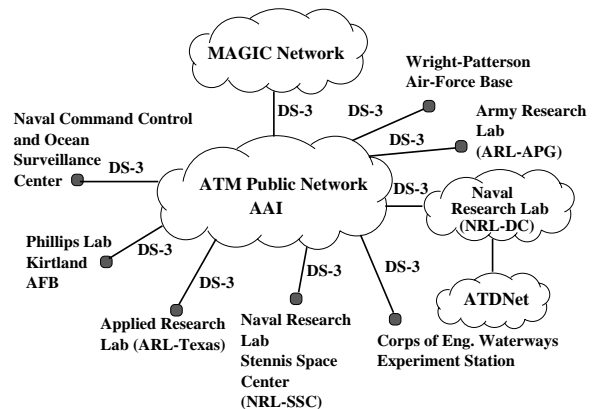 MAGIC Network
DS-3
DS-3
Wright-Patterson
Air-Force Base
DS-3
Army Research
Lab
(ARL-APG)
Naval Command Control
and Ocean
Surveillance
Center
DS-3
ATM Public Network
AAI
DS-3
Naval
Research Lab
(NRL-DC)
Phillips Lab
Kirtland
AFB
DS-3
DS-3
DS-3
DS-3
ATDNet
Applied Research
Lab (ARL-Texas)
Naval Research
Lab
Stennis Space
Center
(NRL-SSC)
Corps of Eng. Waterways
Experiment Station